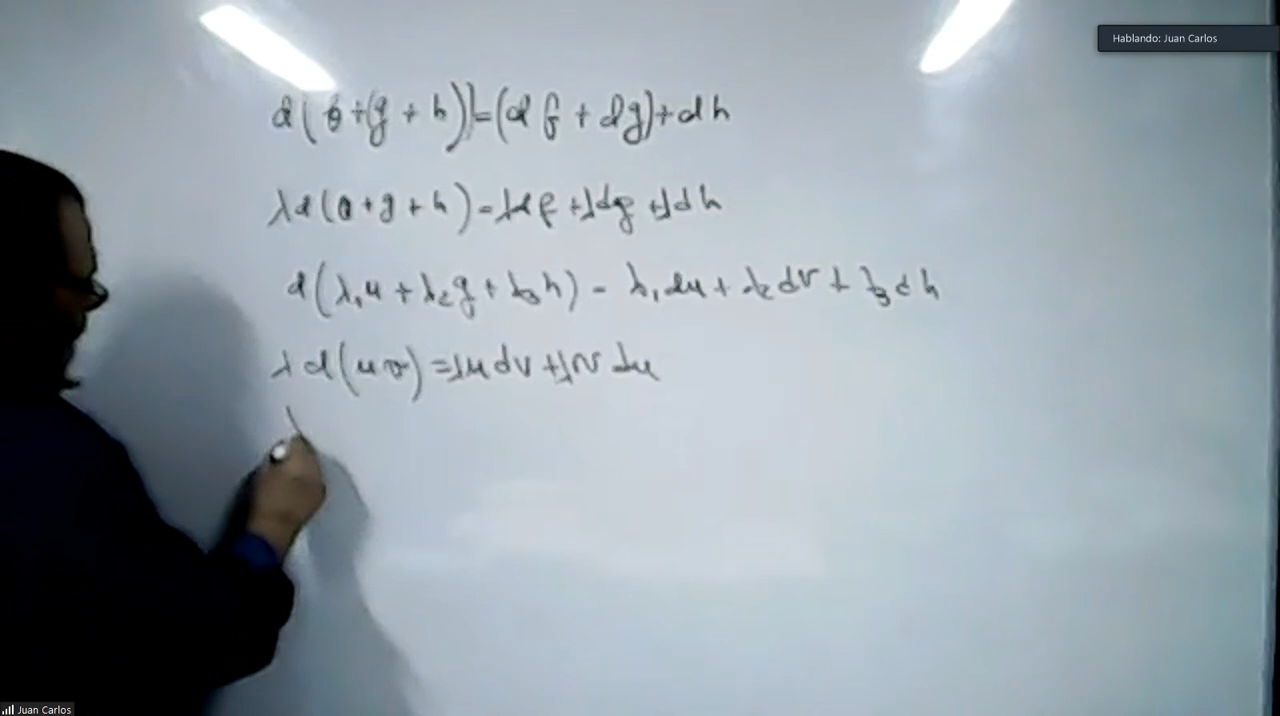 Hablando: Juan Carlos
d(f+(g+h))=(df+dg)+dh
λd(f+g+h)=λdf+λdg+λdh
d(λ₁u+λ₂g+λ₃h)=λ₁du+λ₂dv+λ₃dh
λd(uv)=λudv+λvdu
Juan Carlos